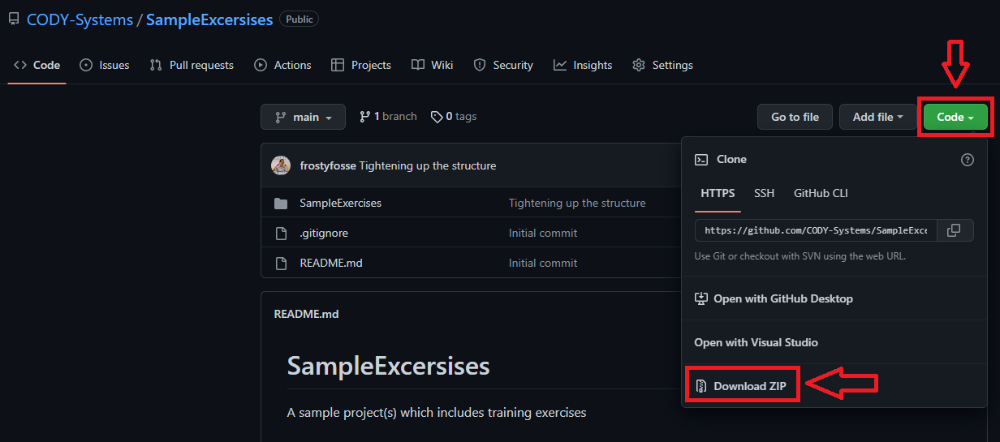 CODY-Systems / SampleExcersises Public
Code Issues Pull requests Actions Projects Wiki Security Insights Settings
main 1 branch 0 tags Go to file Add file Code
frostyfosse Tightening up the structure
SampleExercises Tightening up the structure
.gitignore Initial commit
README.md Initial commit
Clone
HTTPS SSH GitHub CLI
https://github.com/CODY-Systems/SampleExce
Use Git or checkout with SVN using the web URL.
Open with GitHub Desktop
Open with Visual Studio
Download ZIP
README.md
SampleExcersises
A sample project(s) which includes training exercises